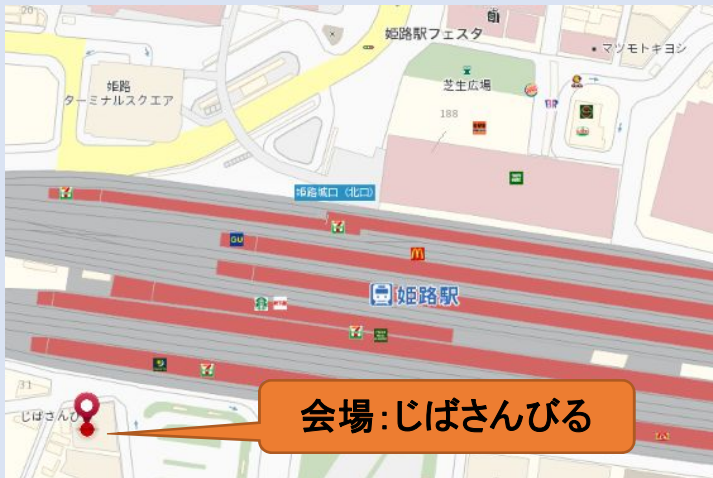 20
姫路駅フェスタ
マツモトキヨシ
姫路
ターミナルスクエア
芝生広場
188
姫路城口（北口）
GU
姫路駅
31
じばさんび
会場：じばさんびる